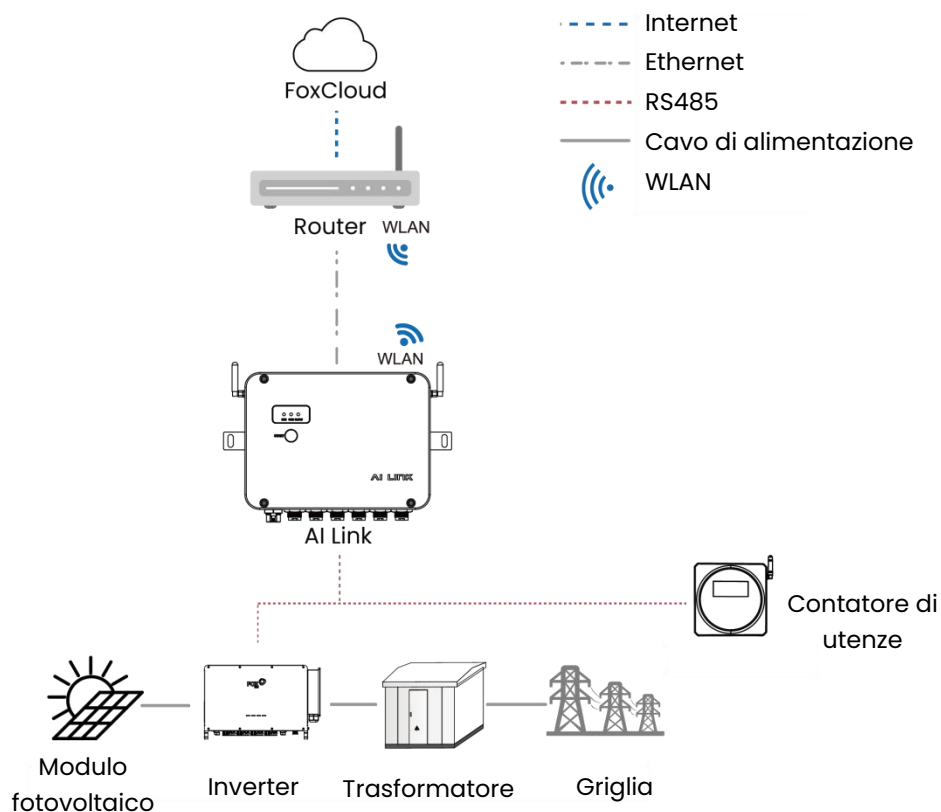 Internet
FoxCloud
Ethernet
RS485
Cavo di alimentazione
WLAN
Router
WLAN
WLAN
AI LINK
AI Link
Contatore di
utenze
FOX
Modulo
fotovoltaico
Inverter
Trasformatore
Griglia